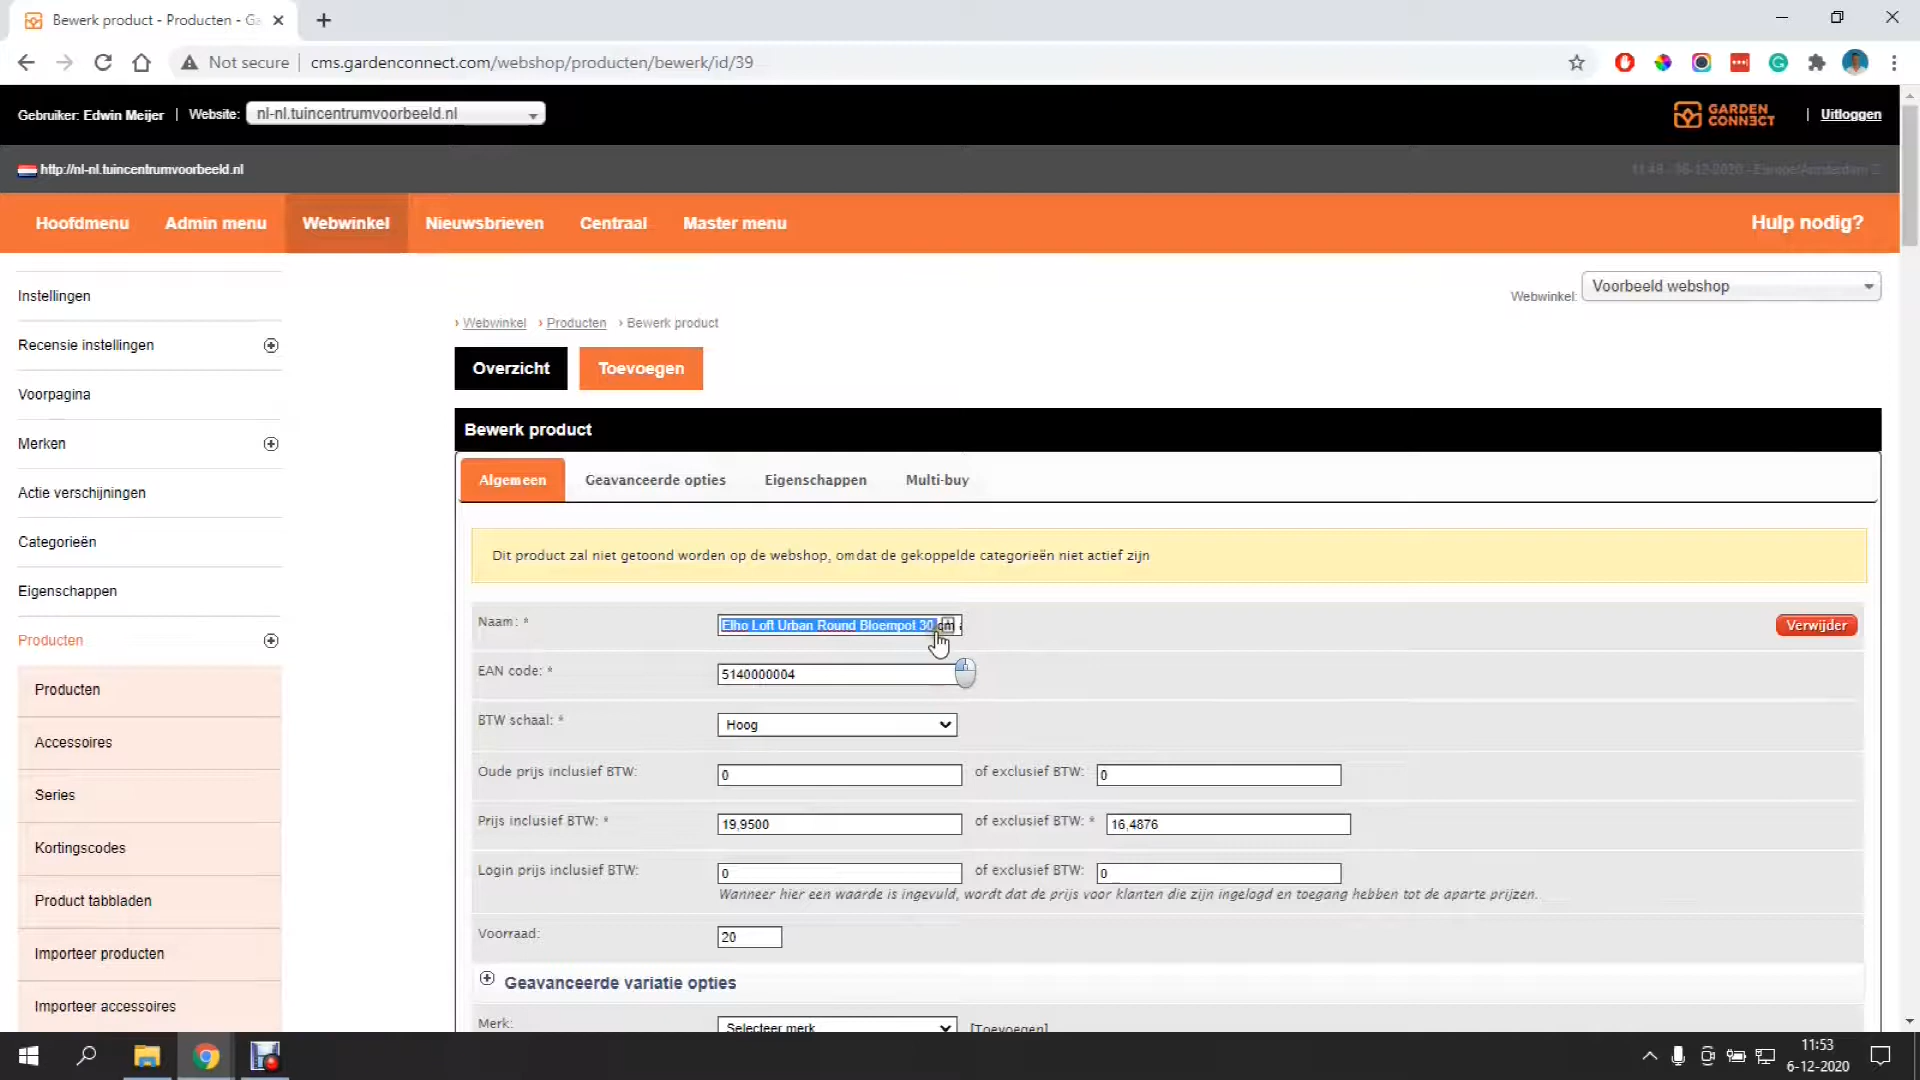 Bewerk product - Producten - Ga
Not secure
cms.gardenconnect.com/webshop/producten/bewerk/id/39
Gebruiker: Edwin Meijer | Website: nl-nl.tuincentrumvoorbeeld.nl
GARDEN CONNECT
| Uitloggen
http://nl-nl.tuincentrumvoorbeeld.nl
Hoofdmenu Admin menu Webwinkel Nieuwsbrieven Centraal Master menu Hulp nodig?
Webwinkel: Voorbeeld webshop
Instellingen
Recensie instellingen
Voorpagina
Merken
Actie verschijningen
Categorieën
Eigenschappen
Producten
Producten
Accessoires
Series
Kortingscodes
Product tabbladen
Importeer producten
Importeer accessoires
› Webwinkel › Producten › Bewerk product
Overzicht Toevoegen
Bewerk product
Algemeen Geavanceerde opties Eigenschappen Multi-buy
Dit product zal niet getoond worden op de webshop, omdat de gekoppelde categorieën niet actief zijn
Naam: * Elho Loft Urban Round Bloempot 30 cm Verwijder
EAN code: * 5140000004
BTW schaal: * Hoog
Oude prijs inclusief BTW: 0 of exclusief BTW: 0
Prijs inclusief BTW: * 19,9500 of exclusief BTW: * 16,4876
Login prijs inclusief BTW: 0 of exclusief BTW: 0
Wanneer hier een waarde is ingevuld, wordt dat de prijs voor klanten die zijn ingelogd en toegang hebben tot de aparte prijzen.
Voorraad: 20
Geavanceerde variatie opties
Merk: Selecteer merk [Toevoegen]
11:53
6-12-2020